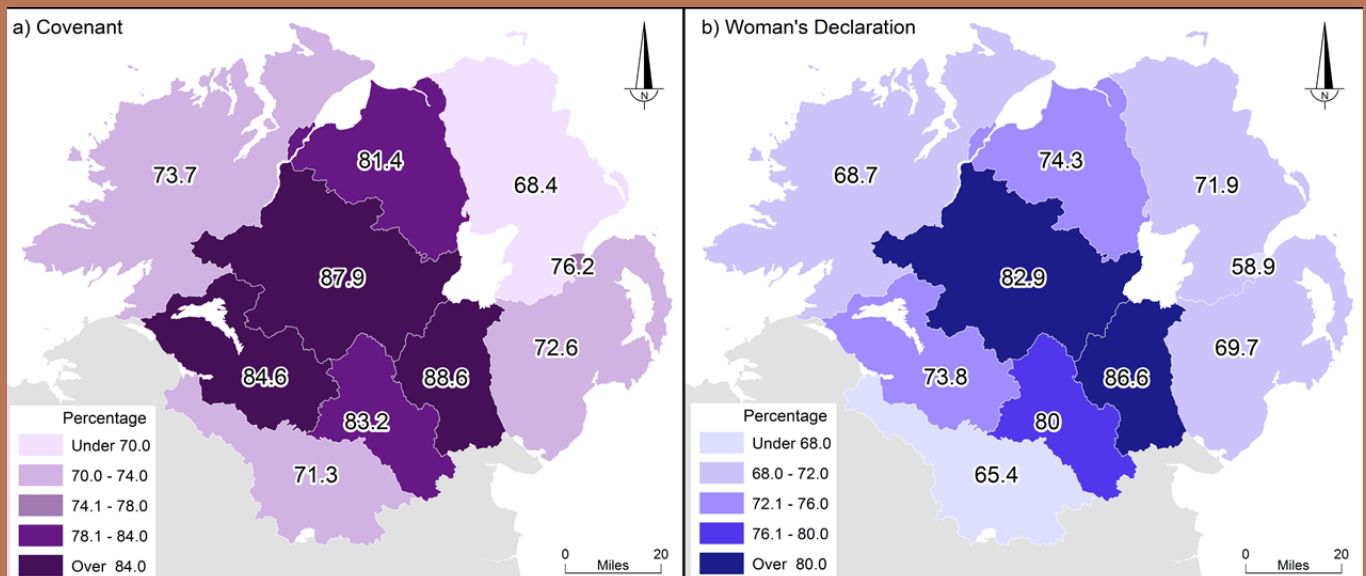 a) Covenant
N
73.7
81.4
68.4
76.2
87.9
72.6
84.6
88.6
83.2
71.3
Percentage
Under 70.0
70.0 - 74.0
74.1 - 78.0
78.1 - 84.0
Over 84.0
0 20
Miles
b) Woman's Declaration
N
68.7
74.3
71.9
58.9
82.9
69.7
73.8
86.6
80
65.4
Percentage
Under 68.0
68.0 - 72.0
72.1 - 76.0
76.1 - 80.0
Over 80.0
0 20
Miles